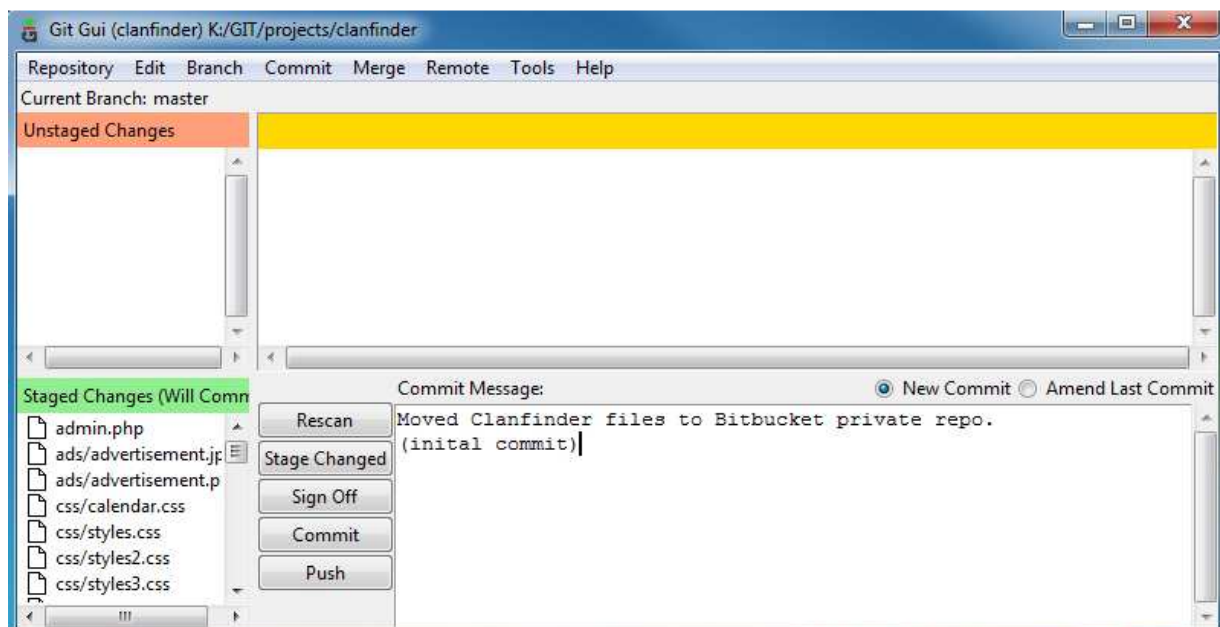 Git Gui (clanfinder) K:/GIT/projects/clanfinder
Repository Edit Branch Commit Merge Remote Tools Help
Current Branch: master
Unstaged Changes
Staged Changes (Will Comm
admin.php
ads/advertisement.jp
ads/advertisement.p
css/calendar.css
css/styles.css
css/styles2.css
css/styles3.css
Rescan
Stage Changed
Sign Off
Commit
Push
Commit Message:
New Commit Amend Last Commit
Moved Clanfinder files to Bitbucket private repo.
(inital commit)